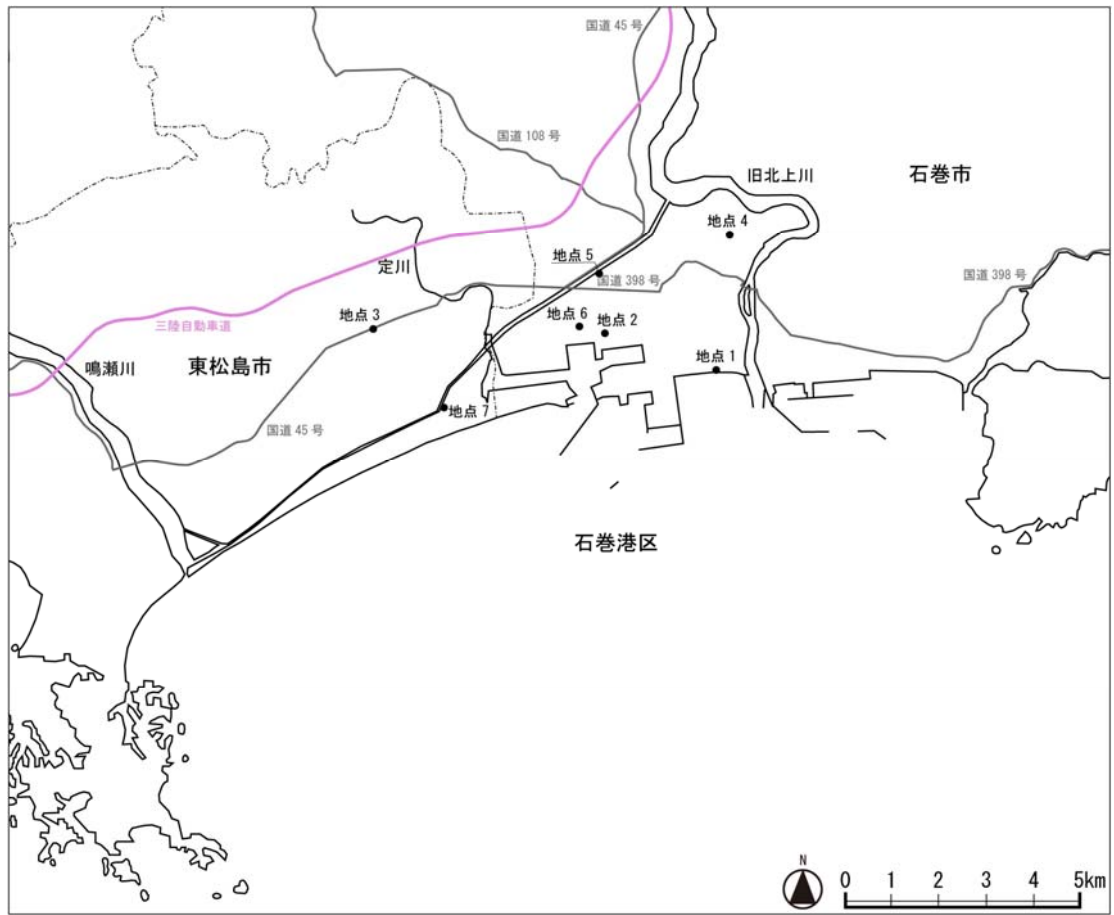 国道 45 号
国道 108 号
旧北上川
石巻市
地点 4
地点 5
定川
国道 398 号
国道 398 号
地点 3
地点 6
地点 2
三陸自動車道
鳴瀬川
東松島市
地点 1
地点 7
国道 45 号
石巻港区
N
0 1 2 3 4 5km